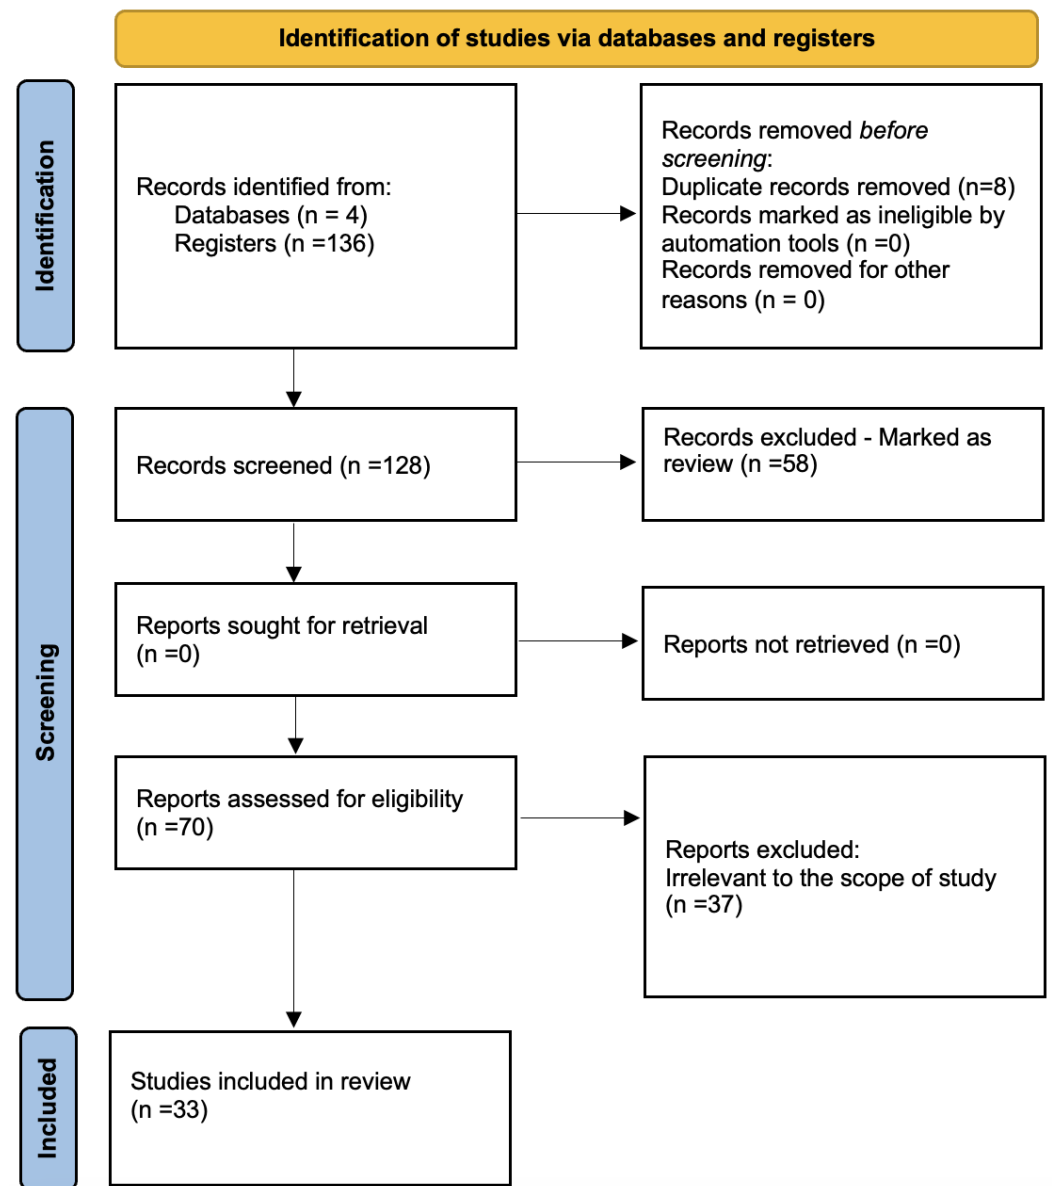 Identification of studies via databases and registers
Identification
Records identified from:
Databases (n = 4)
Registers (n =136)
Records removed before
screening:
Duplicate records removed (n=8)
Records marked as ineligible by
automation tools (n =0)
Records removed for other
reasons (n = 0)
Screening
Records screened (n =128)
Records excluded - Marked as
review (n =58)
Reports sought for retrieval
(n =0)
Reports not retrieved (n =0)
Reports assessed for eligibility
(n =70)
Reports excluded:
Irrelevant to the scope of study
(n =37)
Included
Studies included in review
(n =33)